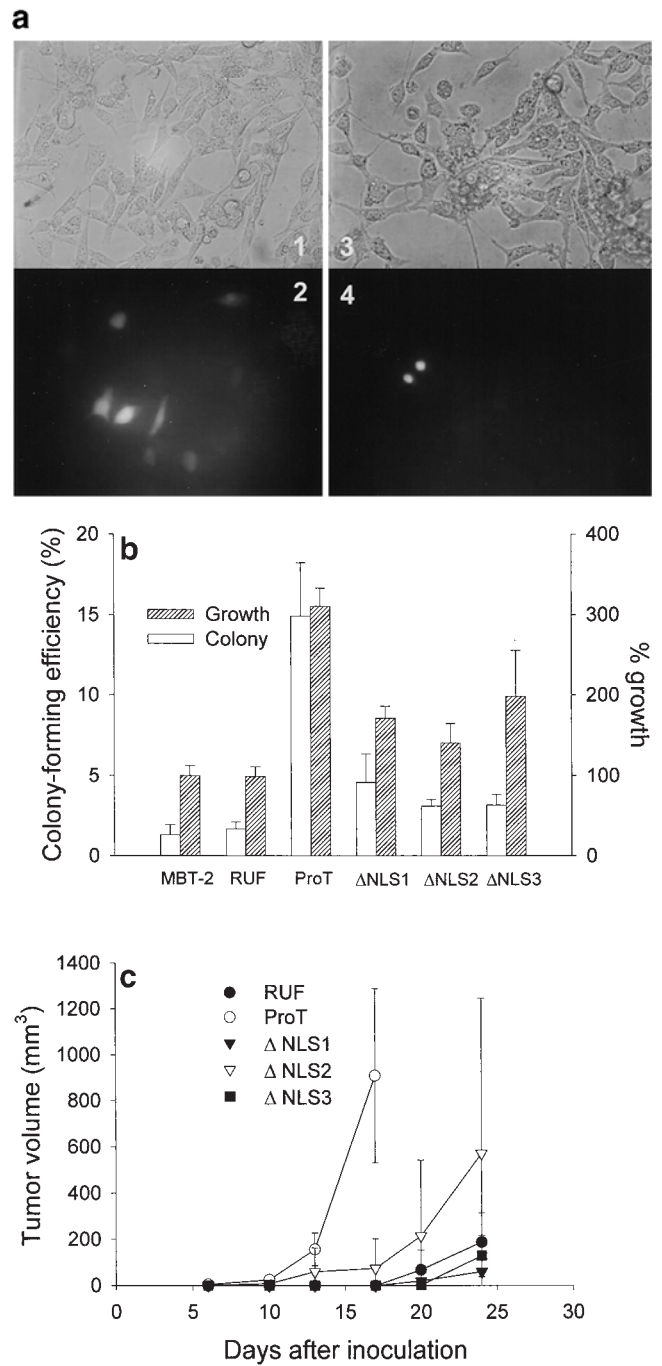 a
1
3
2
4
b
Colony-forming efficiency (%)
20
15
10
5
0
Growth
Colony
400
300
200
100
0
% growth
MBT-2 RUF ProT ΔNLS1 ΔNLS2 ΔNLS3
c
Tumor volume (mm³)
1400
1200
1000
800
600
400
200
0
RUF
ProT
Δ NLS1
Δ NLS2
Δ NLS3
0 5 10 15 20 25 30
Days after inoculation